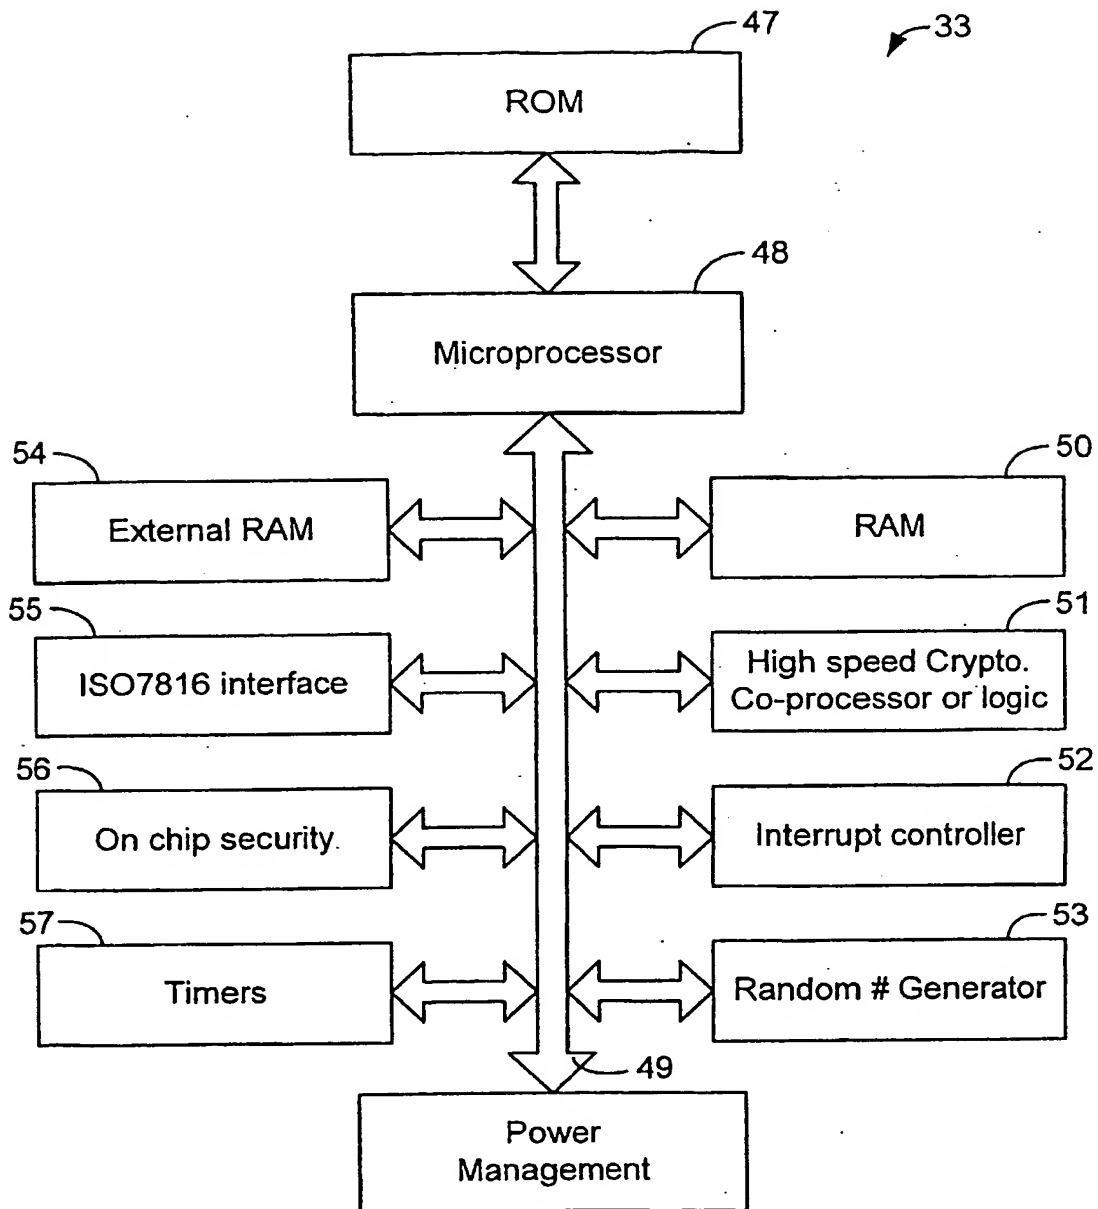 47
33
ROM
48
Microprocessor
54
50
External RAM
RAM
55
51
ISO7816 interface
High speed Crypto.
Co-processor or logic
56
52
On chip security.
Interrupt controller
57
53
Timers
Random # Generator
49
Power
Management